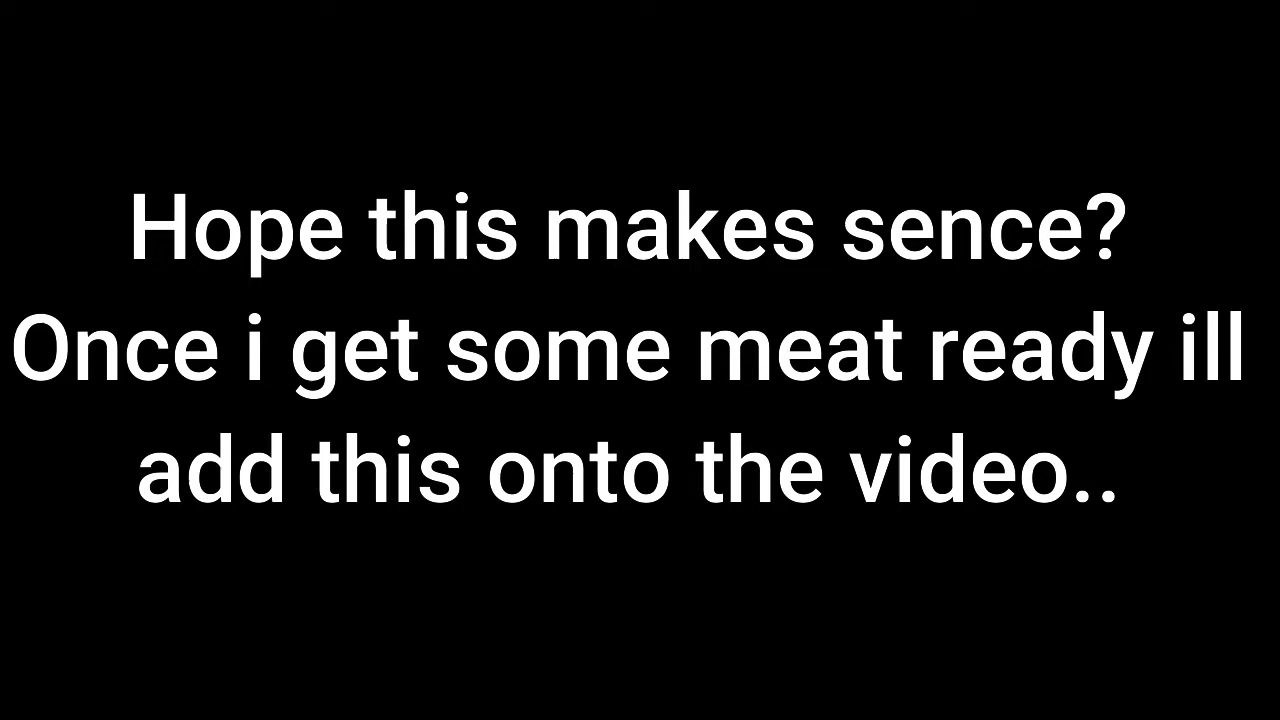 Hope this makes sence?
Once i get some meat ready ill
add this onto the video..